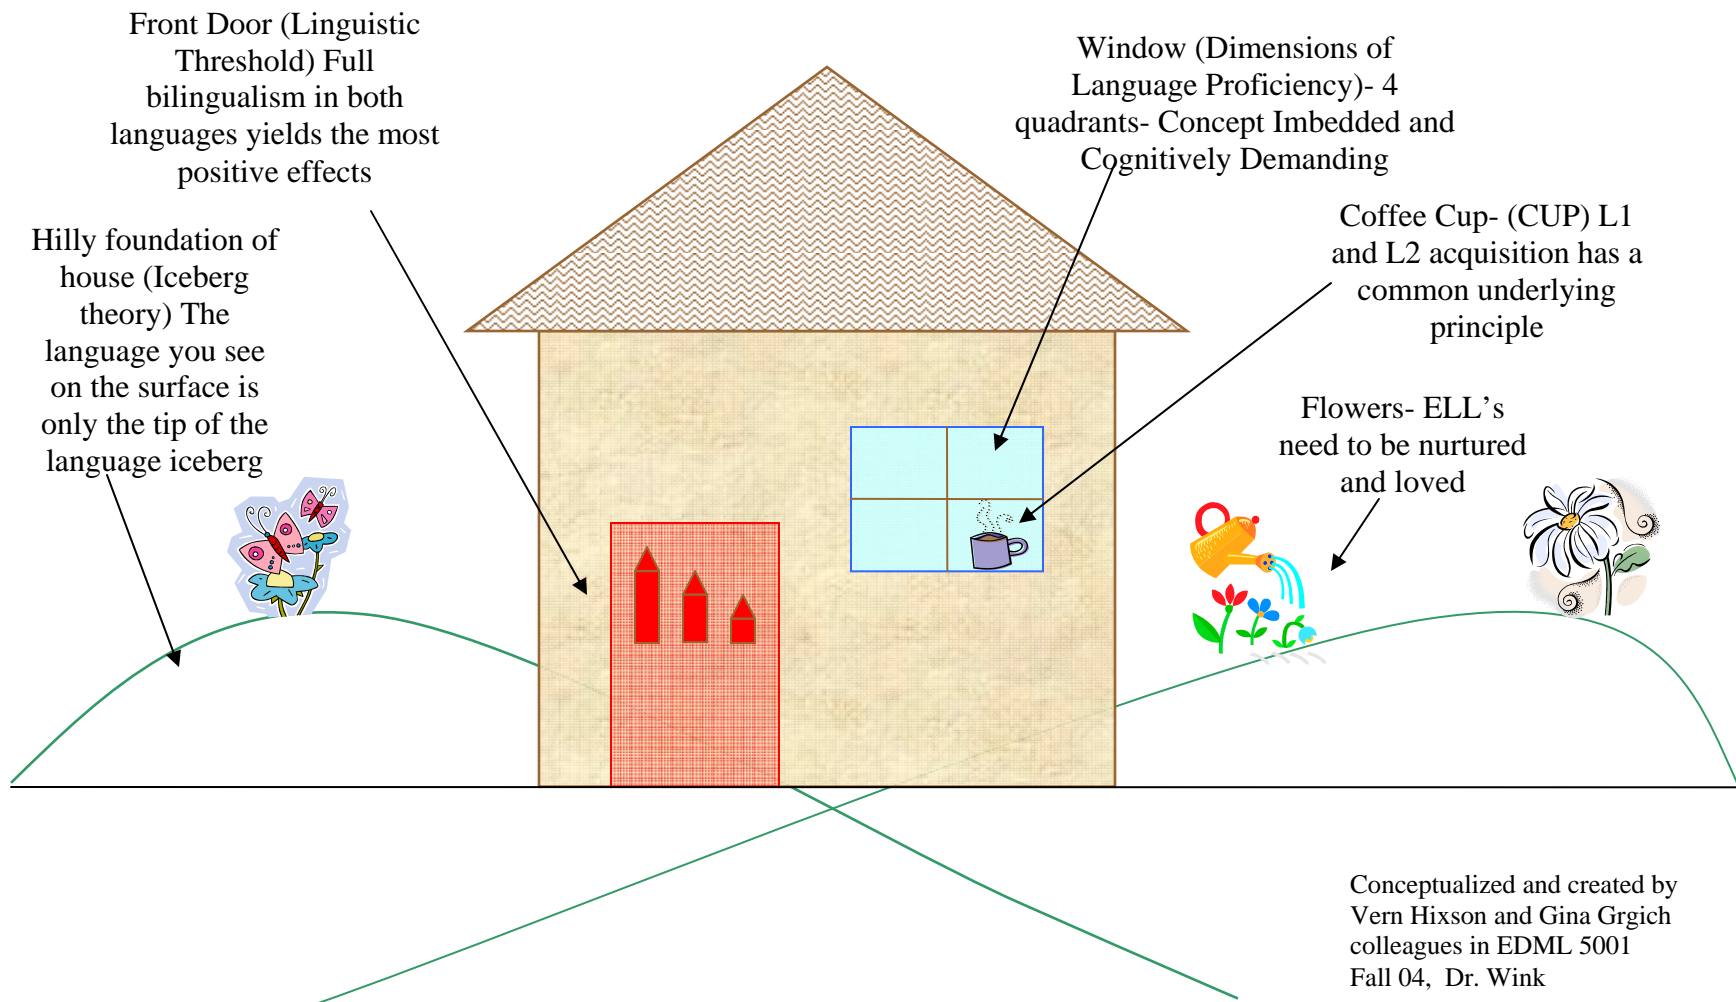 Front Door (Linguistic
Threshold) Full
bilingualism in both
languages yields the most
positive effects
Hilly foundation of
house (Iceberg
theory) The
language you see
on the surface is
only the tip of the
language iceberg
Window (Dimensions of
Language Proficiency)- 4
quadrants- Concept Imbedded and
Cognitively Demanding
Coffee Cup- (CUP) L1
and L2 acquisition has a
common underlying
principle
Flowers- ELL’s
need to be nurtured
and loved
Conceptualized and created by
Vern Hixson and Gina Grgich
colleagues in EDML 5001
Fall 04, Dr. Wink